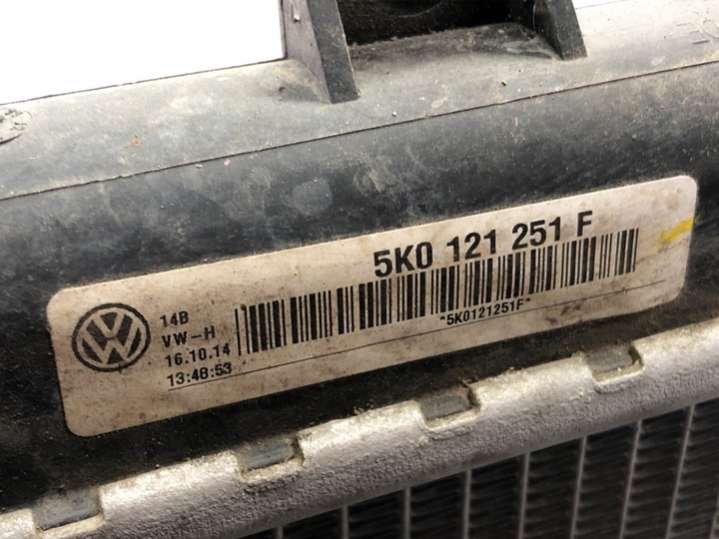 5K0 121 251 F
*5K0121251F*
14B
VW-H
16.10.14
13:48:53